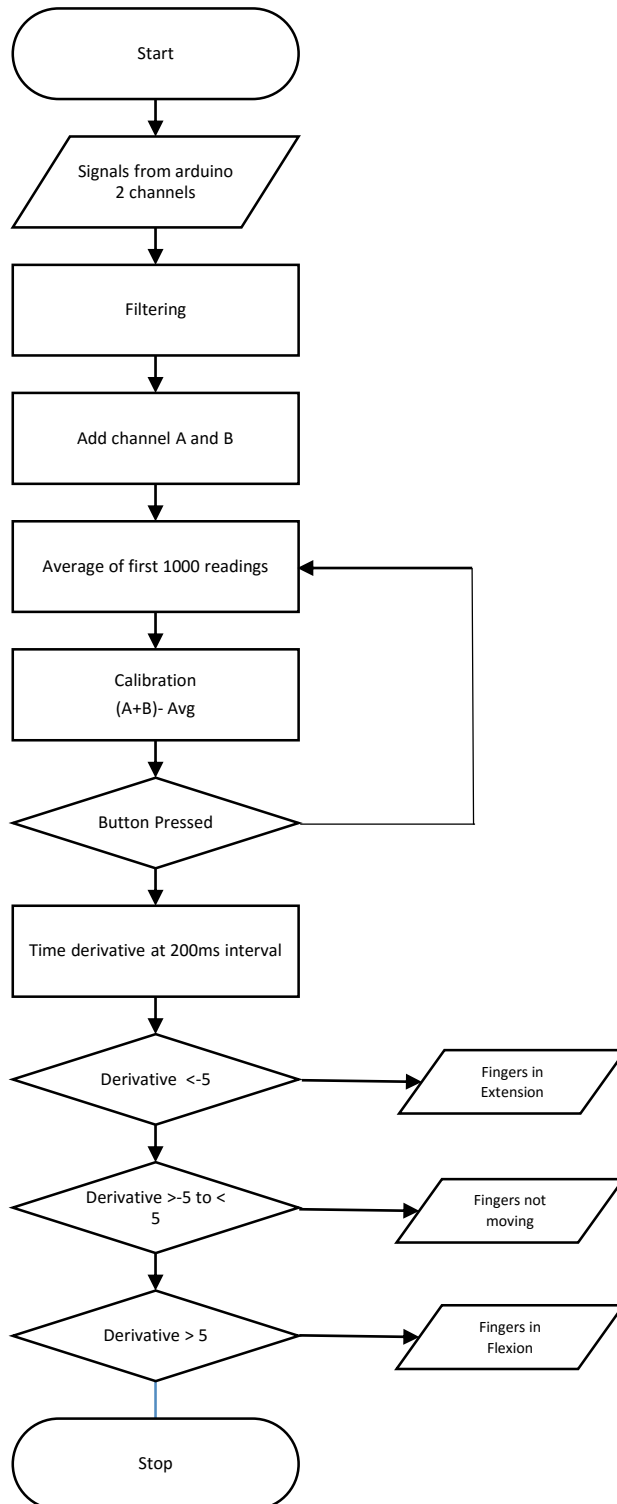 Start
Signals from arduino
2 channels
Filtering
Add channel A and B
Average of first 1000 readings
Calibration
(A+B)- Avg
Button Pressed
Time derivative at 200ms interval
Derivative  <-5
Fingers in
Extension
Derivative >-5 to <
5
Fingers not
moving
Derivative > 5
Fingers in
Flexion
Stop